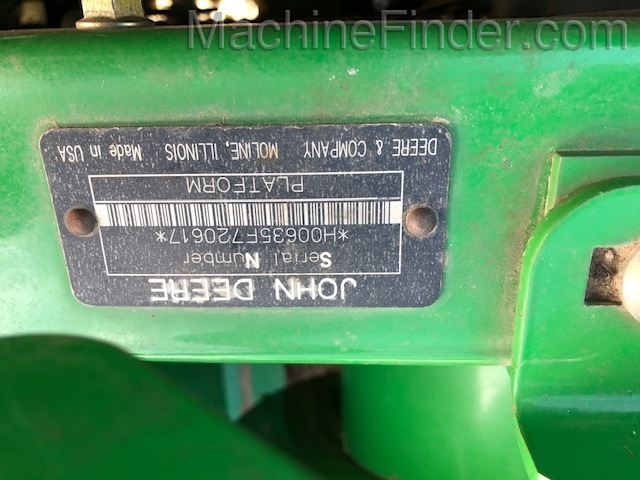 MachineFinder.com
JOHN DEERE
Serial Number
*H00635F720617*
PLATFORM
DEERE & COMPANY MOLINE, ILLINOIS Made in USA